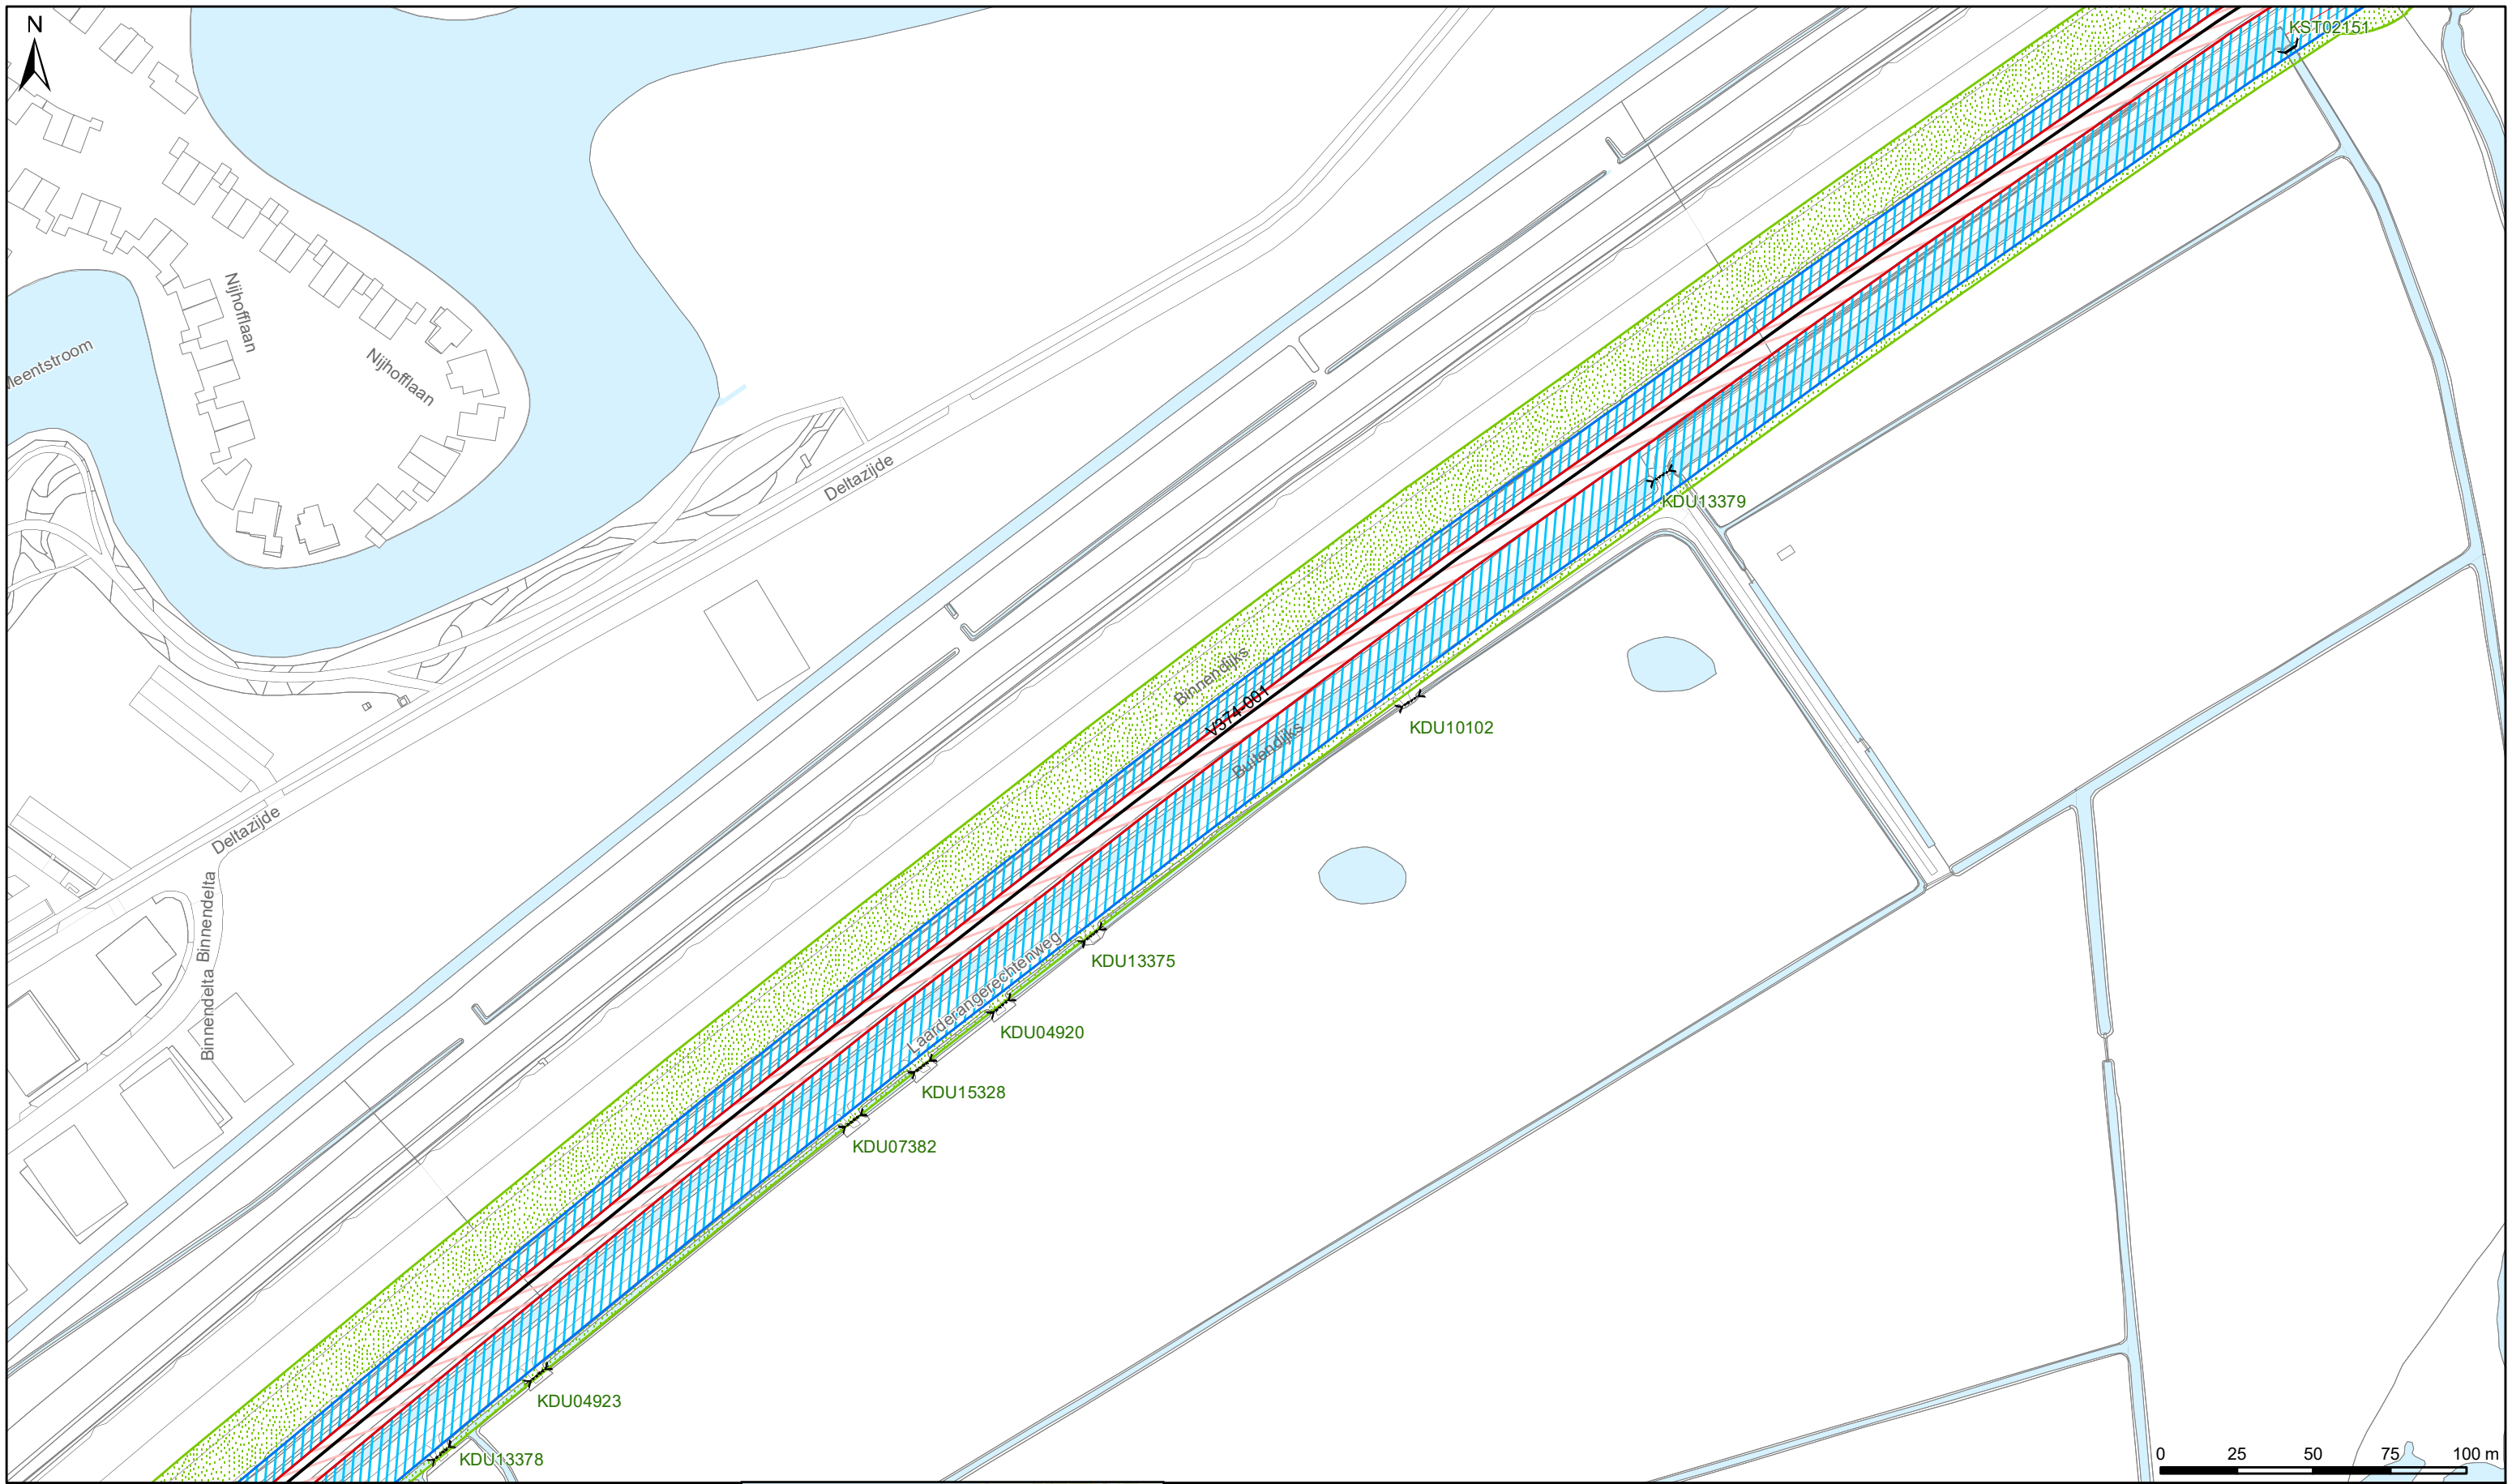 N
KST02151
Nijhofflaan
Nijhofflaan
Meentstroom
Deltazijde
KDU13379
Binnendijks
V374-001
Buitendijks
KDU10102
Deltazijde
Binnendelta
Binnendelta
Laarderangerechtenweg
KDU13375
KDU04920
KDU15328
KDU07382
KDU04923
KDU13378
0 25 50 75 100 m